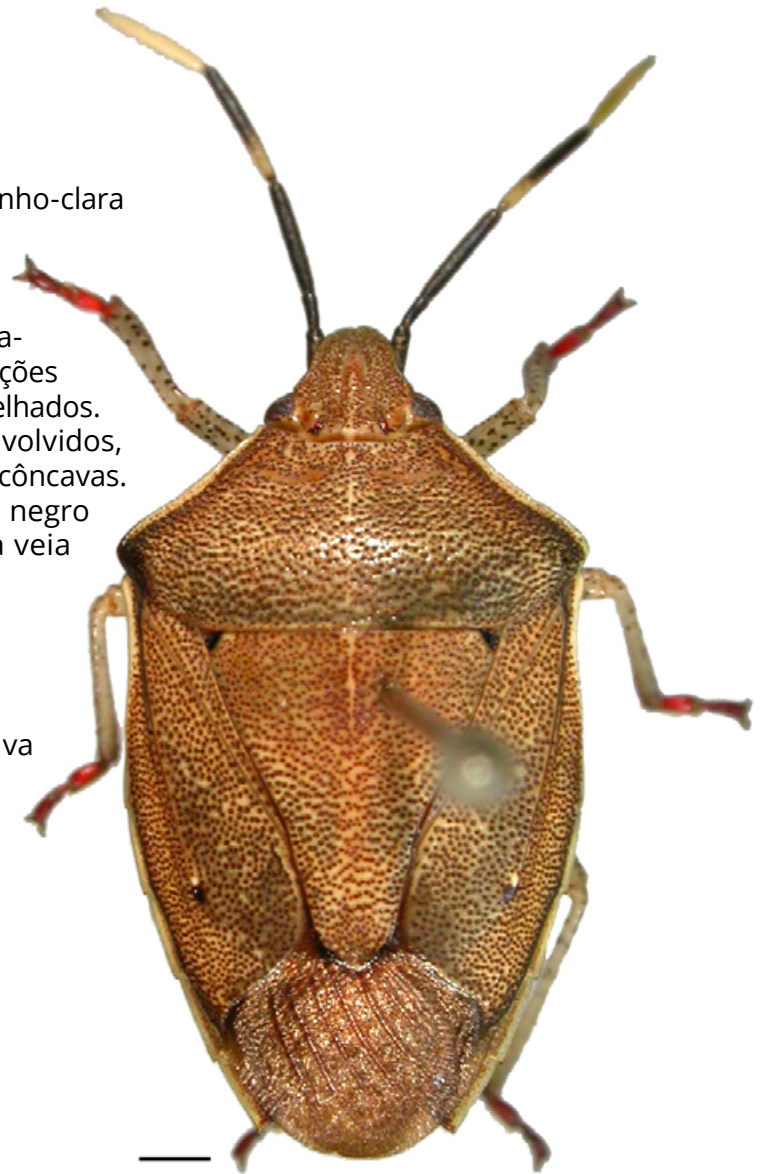 nho-clara
a-
ções
elhados.
volvidos,
côncavas.
negro
a veia
va